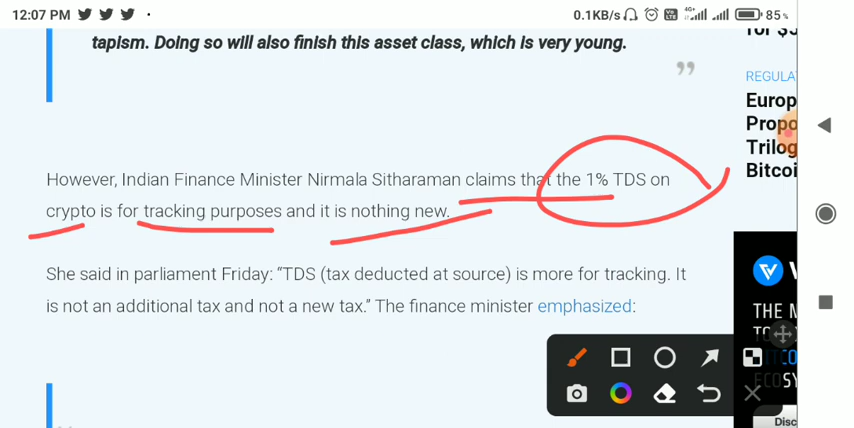 12:07 PM
0.1KB/s
4G+
85%
tapism. Doing so will also finish this asset class, which is very young.
for $
”
REGULA
Europ
Propo
Trilog
Bitcoi
However, Indian Finance Minister Nirmala Sitharaman claims that the 1% TDS on
crypto is for tracking purposes and it is nothing new.
She said in parliament Friday: “TDS (tax deducted at source) is more for tracking. It
is not an additional tax and not a new tax.” The finance minister emphasized:
THE
Disc